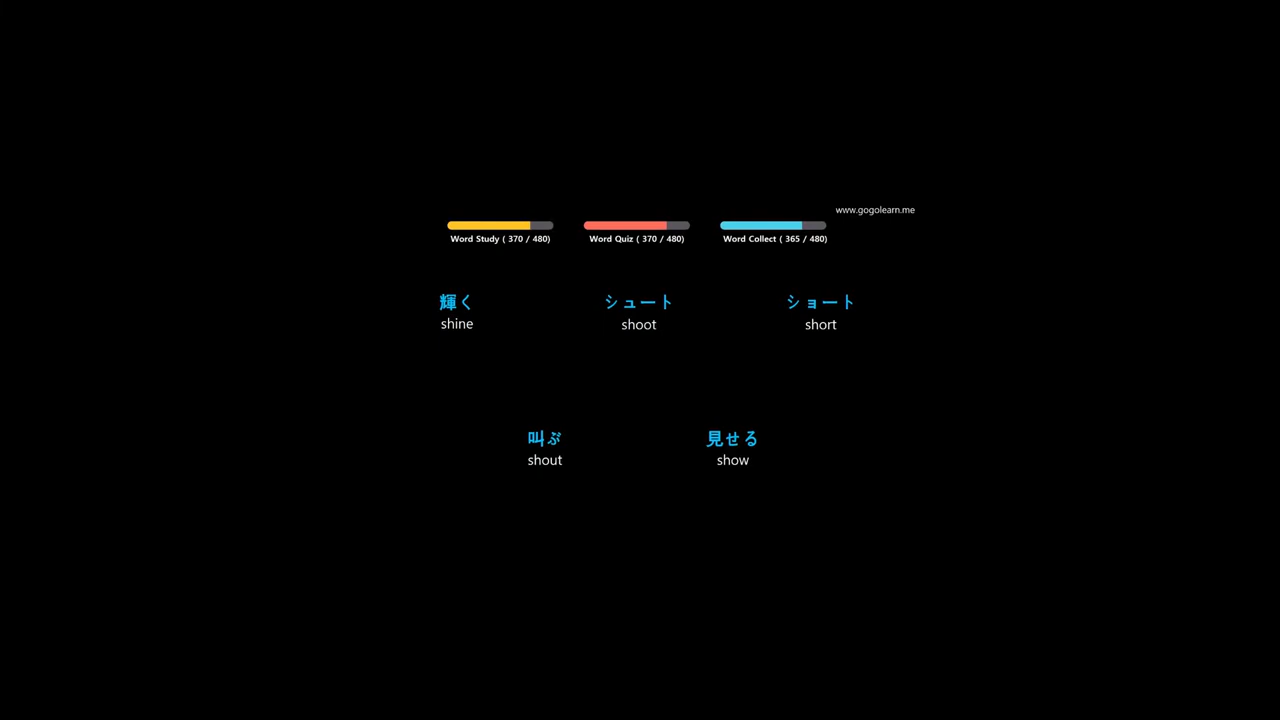 www.gogolearn.me
Word Study ( 370 / 480)
Word Quiz ( 370 / 480)
Word Collect ( 365 / 480)
輝く
shine
シュート
shoot
ショート
short
叫ぶ
shout
見せる
show